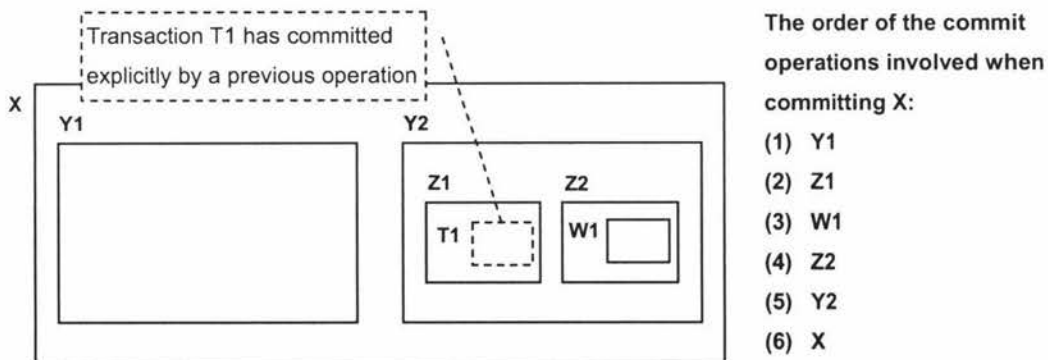 Transaction T1 has committed
explicitly by a previous operation
X
Y1
Y2
Z1
Z2
T1
W1
The order of the commit
operations involved when
committing X:
(1) Y1
(2) Z1
(3) W1
(4) Z2
(5) Y2
(6) X